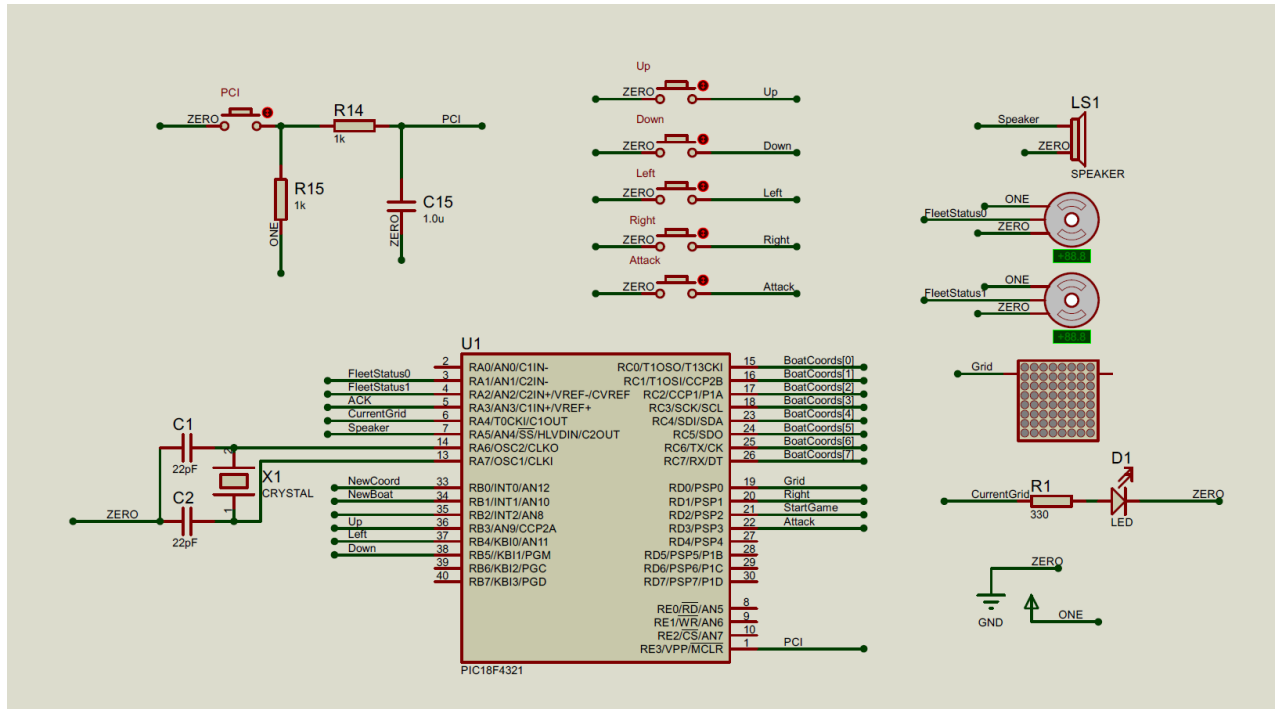 PCI
ZERO
R14
1k
PCI
R15
1k
ONE
C15
1.0u
ZERO
Up
ZERO
Up
Down
ZERO
Down
Left
ZERO
Left
Right
ZERO
Right
Attack
ZERO
Attack
LS1
Speaker
ZERO
SPEAKER
ONE
FleetStatus0
ZERO
+88.8
ONE
FleetStatus1
ZERO
+88.8
Grid
D1
CurrentGrid
R1
330
LED
ZERO
ZERO
GND
ONE
C1
22pF
X1
CRYSTAL
2
1
C2
22pF
ZERO
U1
2 RA0/AN0/C1IN-
FleetStatus0 3 RA1/AN1/C2IN-
FleetStatus1 4 RA2/AN2/C2IN+/VREF-/CVREF
ACK 5 RA3/AN3/C1IN+/VREF+
CurrentGrid 6 RA4/T0CKI/C1OUT
Speaker 7 RA5/AN4/SS/HLVDIN/C2OUT
14 RA6/OSC2/CLKO
13 RA7/OSC1/CLKI
NewCoord 33 RB0/INT0/AN12
NewBoat 34 RB1/INT1/AN10
35 RB2/INT2/AN8
Up 36 RB3/AN9/CCP2A
Left 37 RB4/KBI0/AN11
Down 38 RB5//KBI1/PGM
39 RB6/KBI2/PGC
40 RB7/KBI3/PGD
RC0/T1OSO/T13CKI 15 BoatCoords[0]
RC1/T1OSI/CCP2B 16 BoatCoords[1]
RC2/CCP1/P1A 17 BoatCoords[2]
RC3/SCK/SCL 18 BoatCoords[3]
RC4/SDI/SDA 23 BoatCoords[4]
RC5/SDO 24 BoatCoords[5]
RC6/TX/CK 25 BoatCoords[6]
RC7/RX/DT 26 BoatCoords[7]
RD0/PSP0 19 Grid
RD1/PSP1 20 Right
RD2/PSP2 21 StartGame
RD3/PSP3 22 Attack
RD4/PSP4 27
RD5/PSP5/P1B 28
RD6/PSP6/P1C 29
RD7/PSP7/P1D 30
RE0/RD/AN5 8
RE1/WR/AN6 9
RE2/CS/AN7 10
RE3/VPP/MCLR 1 PCI
PIC18F4321